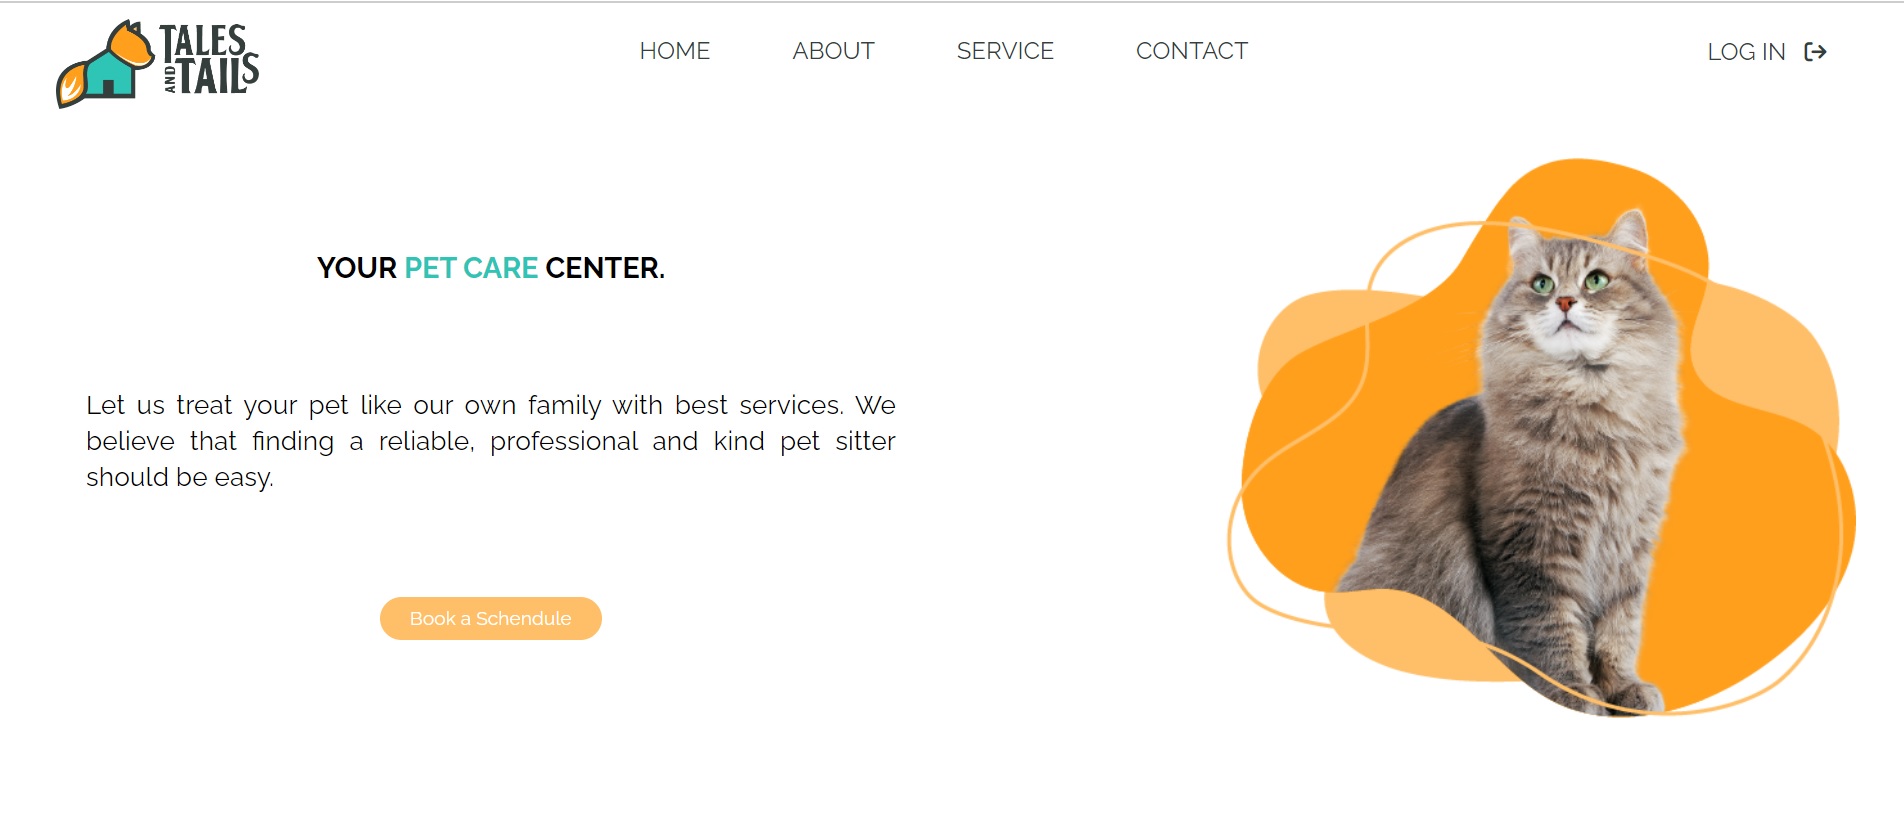 TALES
AND TAILS
HOME ABOUT SERVICE CONTACT LOG IN
YOUR PET CARE CENTER.
Let us treat your pet like our own family with best services. We
believe that finding a reliable, professional and kind pet sitter
should be easy.
Book a Schendule